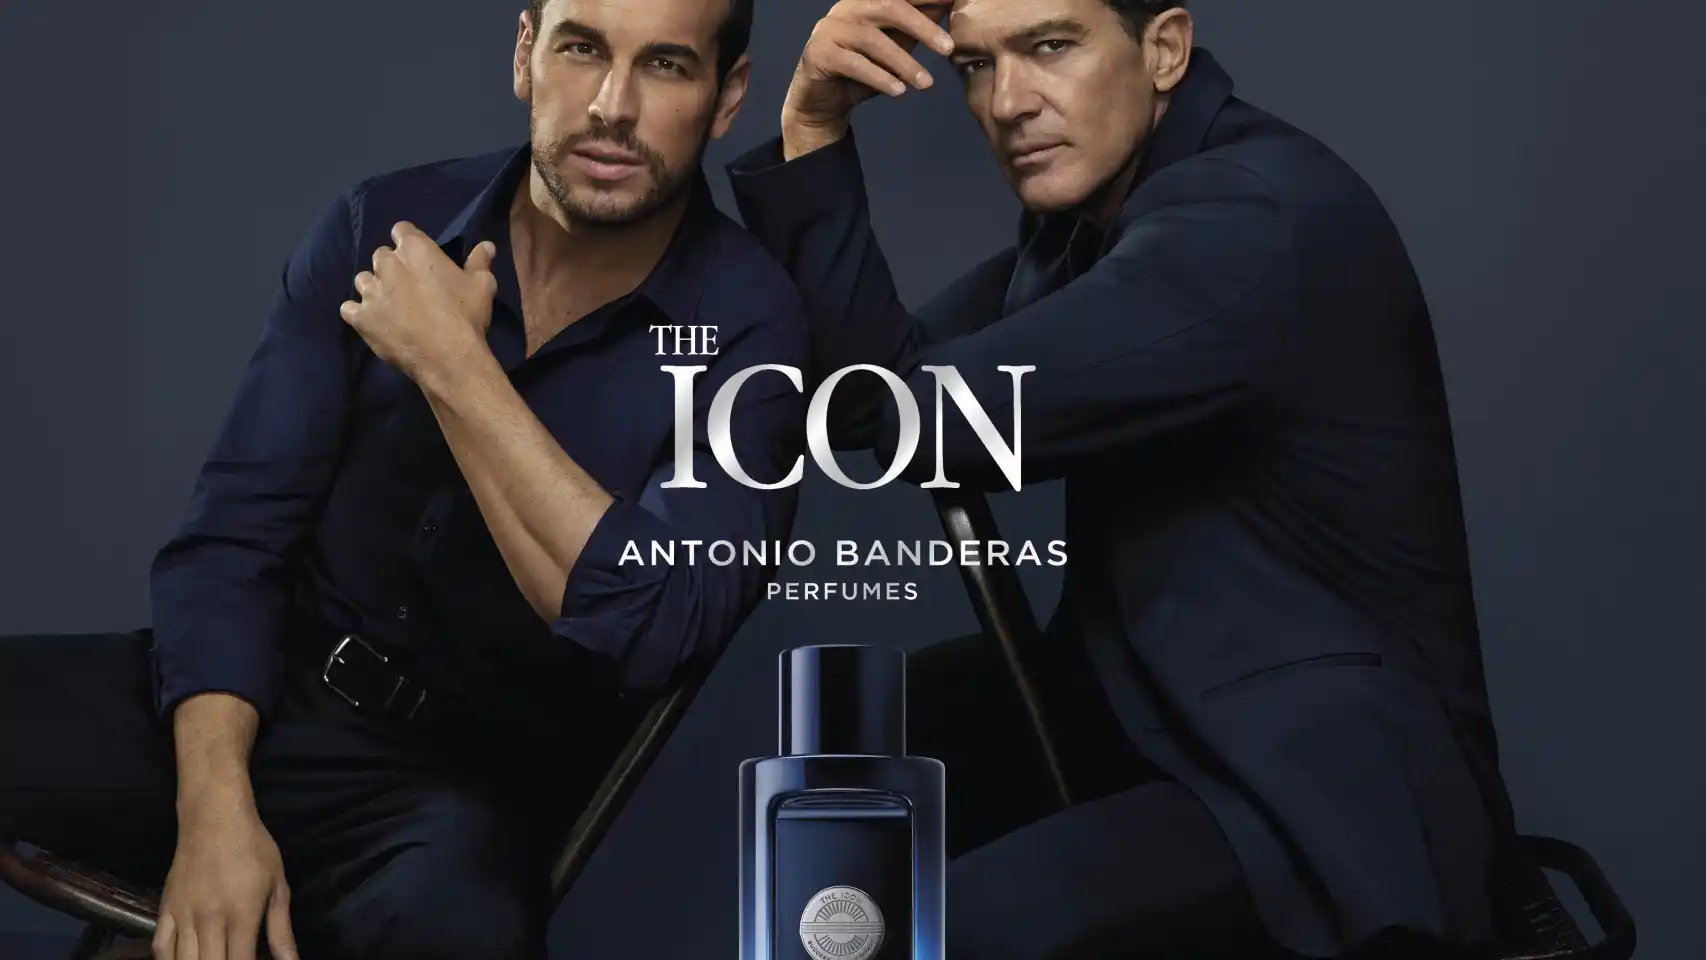 THE
ICON
ANTONIO BANDERAS
PERFUMES
THE ICON